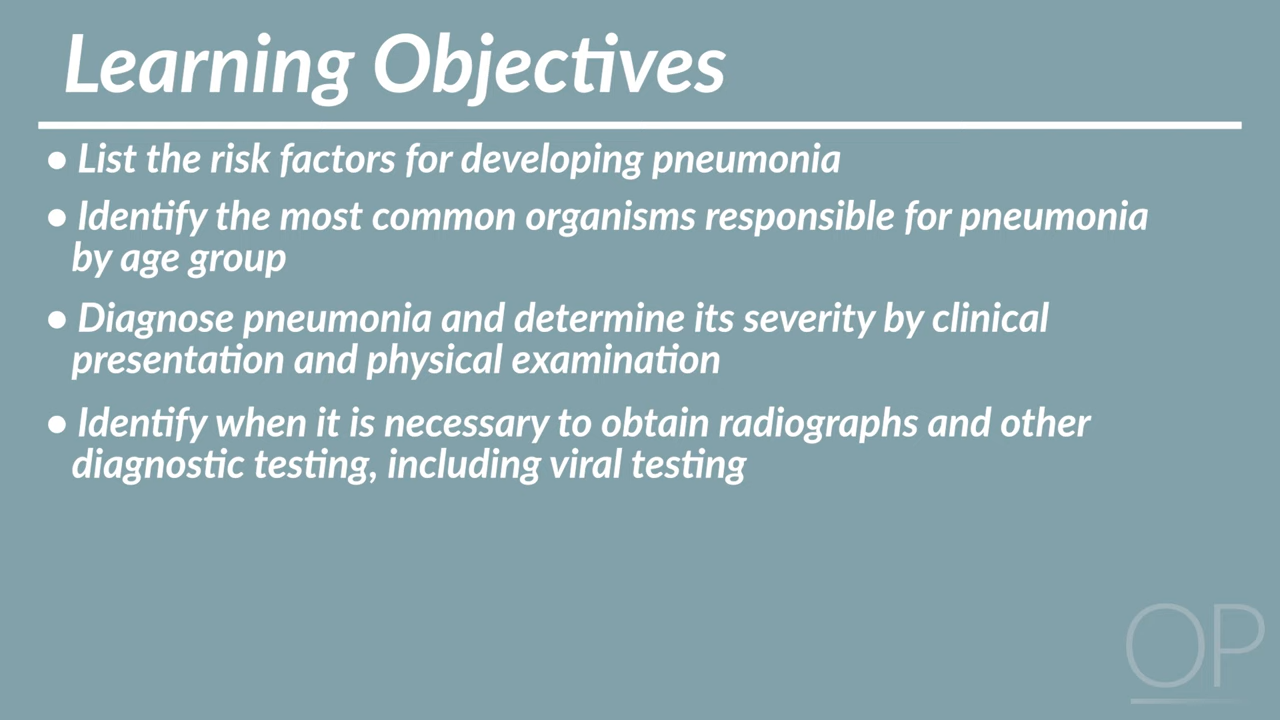 Learning Objectives
• List the risk factors for developing pneumonia
• Identify the most common organisms responsible for pneumonia
by age group
• Diagnose pneumonia and determine its severity by clinical
presentation and physical examination
• Identify when it is necessary to obtain radiographs and other
diagnostic testing, including viral testing
OP